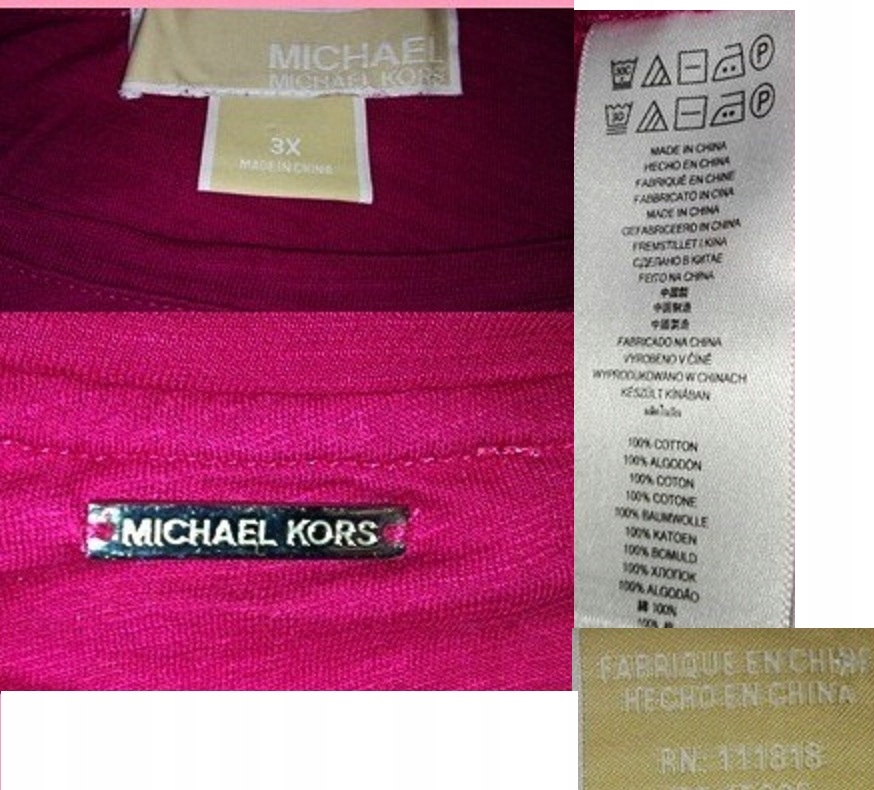 MICHAEL
MICHAEL KORS
3X
MADE IN CHINA
MICHAEL KORS
P
30
P
MADE IN CHINA
HECHO EN CHINA
FABRIQUÉ EN CHINE
FABBRICATO IN CINA
MADE IN CHINA
GEFABRICEERD IN CHINA
FREMSTILLET I KINA
СДЕЛАНО В КИТАЕ
FEITO NA CHINA
中国製
中国制造
中國製造
FABRICADO NA CHINA
VYROBENO V ČÍNĚ
WYPRODUKOWANO W CHINACH
KÉSZÜLT KÍNÁBAN
100% COTTON
100% ALGODÓN
100% COTON
100% COTONE
100% BAUMWOLLE
100% KATOEN
100% BOMULD
100% ХЛОПОК
100% ALGODÃO
綿 100%
100%
FABRIQUE EN CHINE
HECHO EN CHINA
RN: 111818